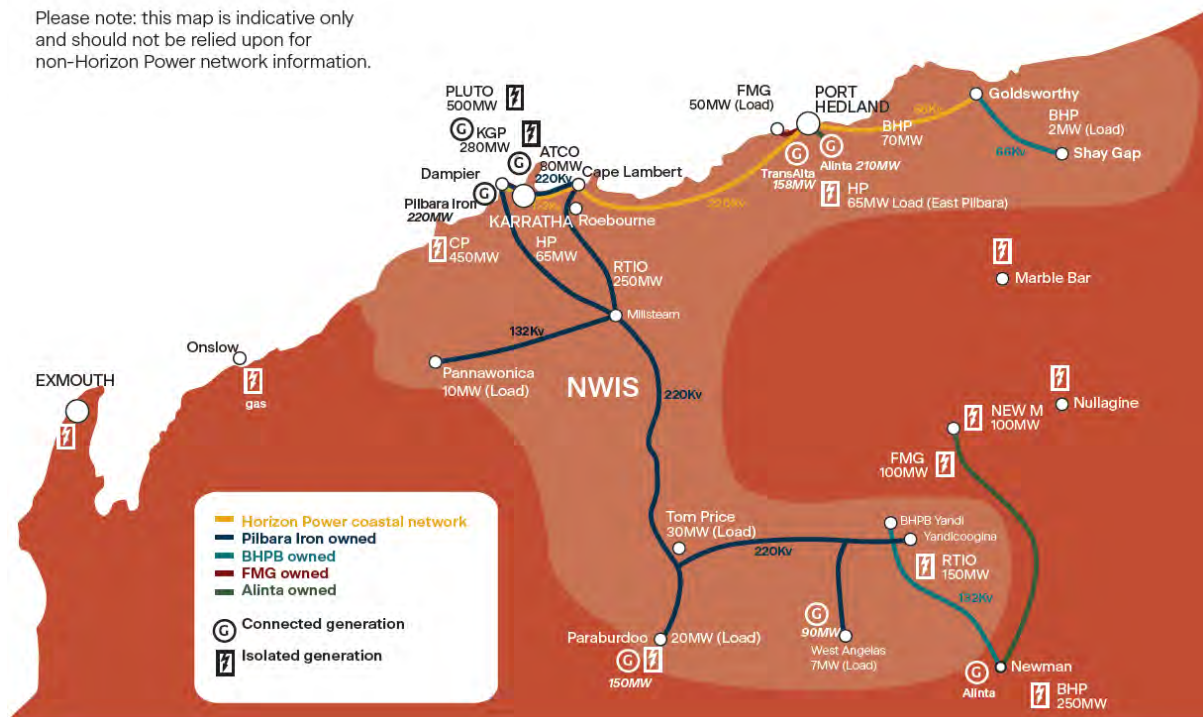 Please note: this map is indicative only
and should not be relied upon for
non-Horizon Power network information.
PLUTO
500MW
G
KGP
280MW
G
ATCO
80MW
220Kv
Dampier
G
Pilbara Iron
220MW
Cape Lambert
KARRATHA
Roebourne
CP
450MW
HP
65MW
RTIO
250MW
FMG
50MW (Load)
PORT
HEDLAND
G
TransAlta
158MW
G
Alinta 210MW
HP
65MW Load (East Pilbara)
BHP
70MW
Goldsworthy
BHP
2MW (Load)
66Kv
Shay Gap
Marble Bar
Millstream
132Kv
Pannawonica
10MW (Load)
NWIS
220Kv
Onslow
gas
EXMOUTH
Nullagine
NEW M
100MW
FMG
100MW
Tom Price
30MW (Load)
220Kv
BHPB Yandi
Yandicoogina
RTIO
150MW
132Kv
G
90MW
West Angelas
7MW (Load)
Paraburdoo
20MW (Load)
G
150MW
Newman
G
Alinta
BHP
250MW
Horizon Power coastal network
Pilbara Iron owned
BHPB owned
FMG owned
Alinta owned
G
Connected generation
Isolated generation